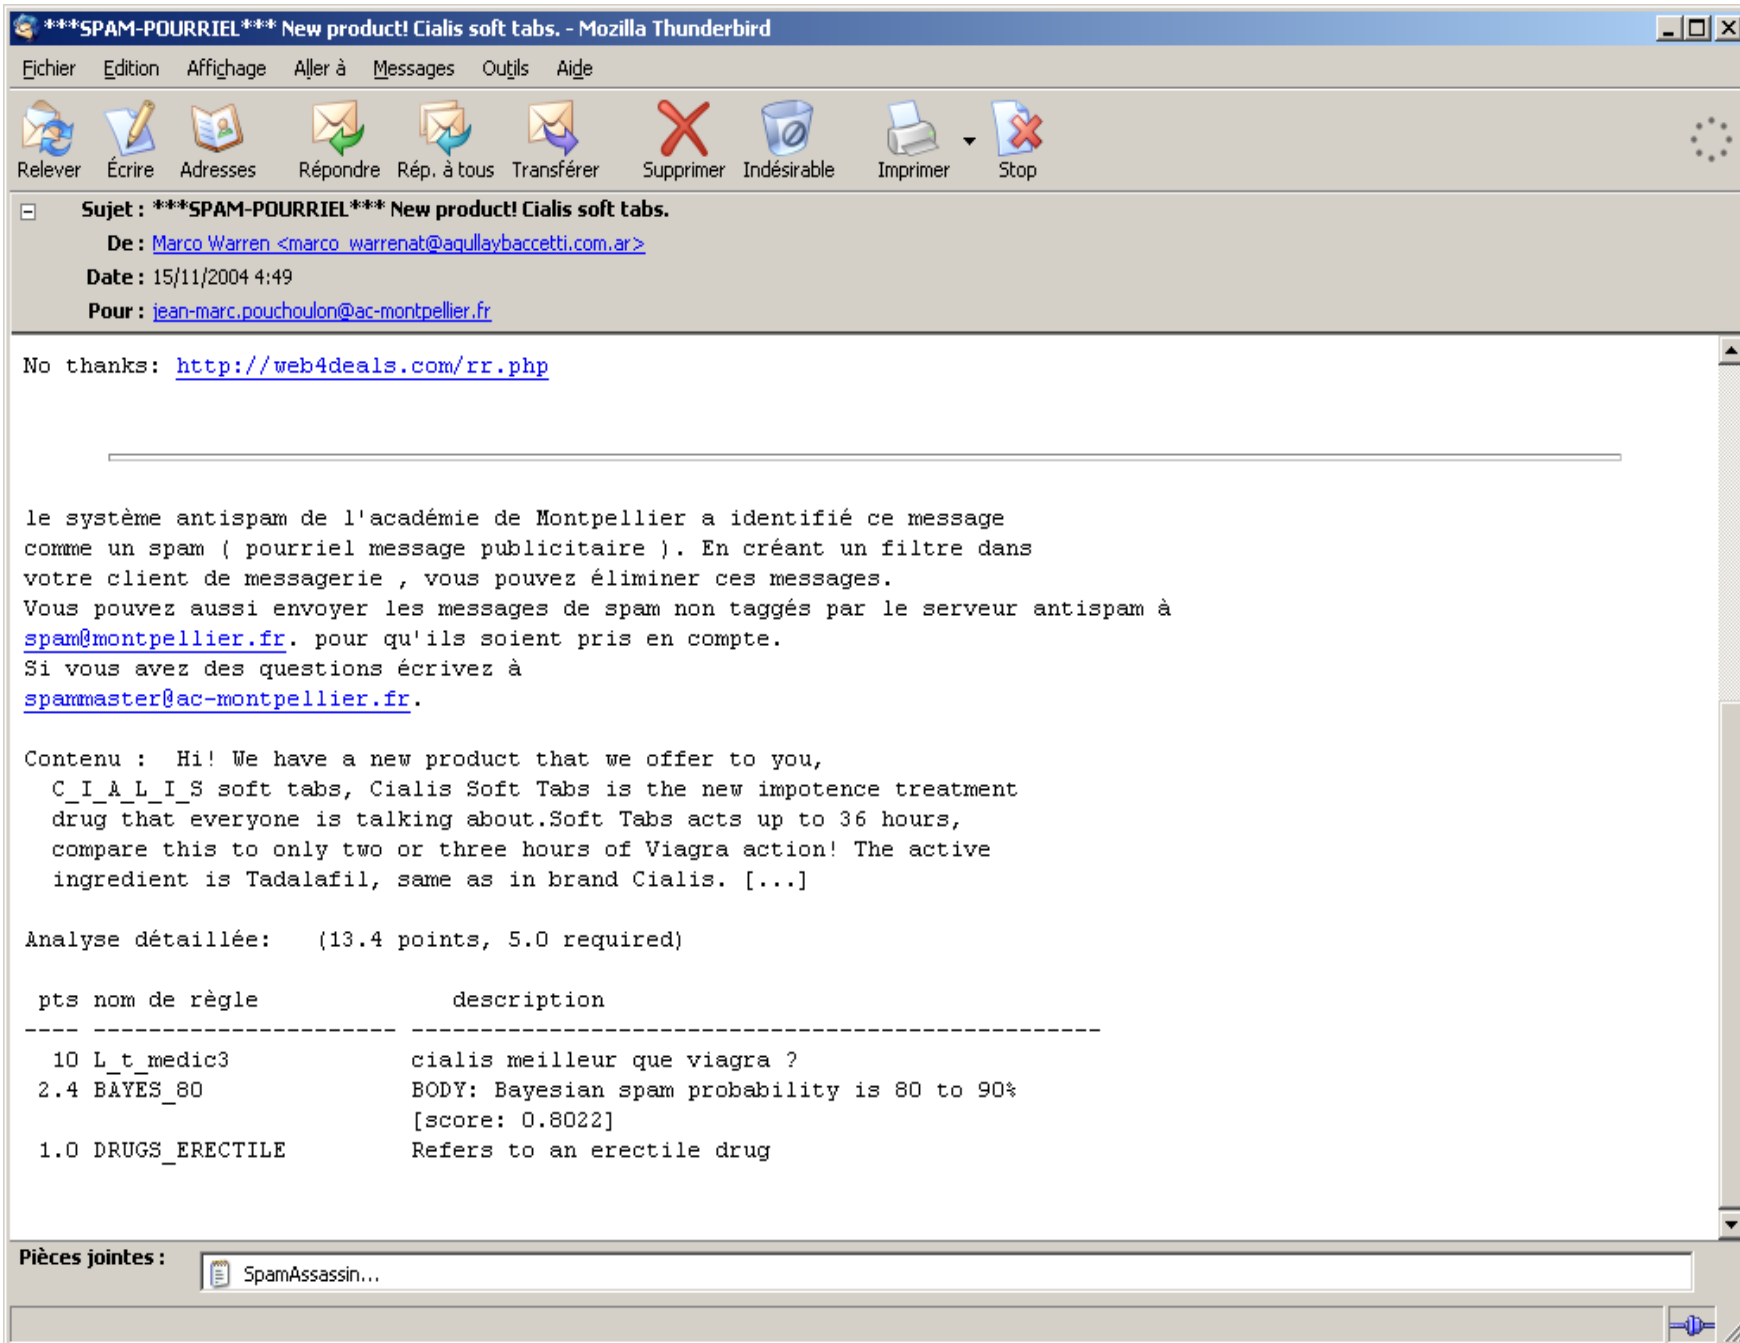 ***SPAM-POURRIEL*** New product! Cialis soft tabs. - Mozilla Thunderbird
Fichier Edition Affichage Aller à Messages Outils Aide
Relever Écrire Adresses Répondre Rép. à tous Transférer Supprimer Indésirable Imprimer Stop
Sujet : ***SPAM-POURRIEL*** New product! Cialis soft tabs.
De : Marco Warren <marco_warrenat@aqullaybaccetti.com.ar>
Date : 15/11/2004 4:49
Pour : jean-marc.pouchoulon@ac-montpellier.fr
No thanks: http://web4deals.com/rr.php
le système antispam de l'académie de Montpellier a identifié ce message
comme un spam ( pourriel message publicitaire ). En créant un filtre dans
votre client de messagerie , vous pouvez éliminer ces messages.
Vous pouvez aussi envoyer les messages de spam non taggés par le serveur antispam à
spam@montpellier.fr. pour qu'ils soient pris en compte.
Si vous avez des questions écrivez à
spammaster@ac-montpellier.fr.
Contenu :  Hi! We have a new product that we offer to you,
C_I_A_L_I_S soft tabs, Cialis Soft Tabs is the new impotence treatment
drug that everyone is talking about.Soft Tabs acts up to 36 hours,
compare this to only two or three hours of Viagra action! The active
ingredient is Tadalafil, same as in brand Cialis. [...]
Analyse détaillée:   (13.4 points, 5.0 required)
pts nom de règle description
---- ---------------------- --------------------------------------------------
10 L_t_medic3 cialis meilleur que viagra ?
2.4 BAYES_80 BODY: Bayesian spam probability is 80 to 90%
[score: 0.8022]
1.0 DRUGS_ERECTILE Refers to an erectile drug
Pièces jointes :
SpamAssassin...